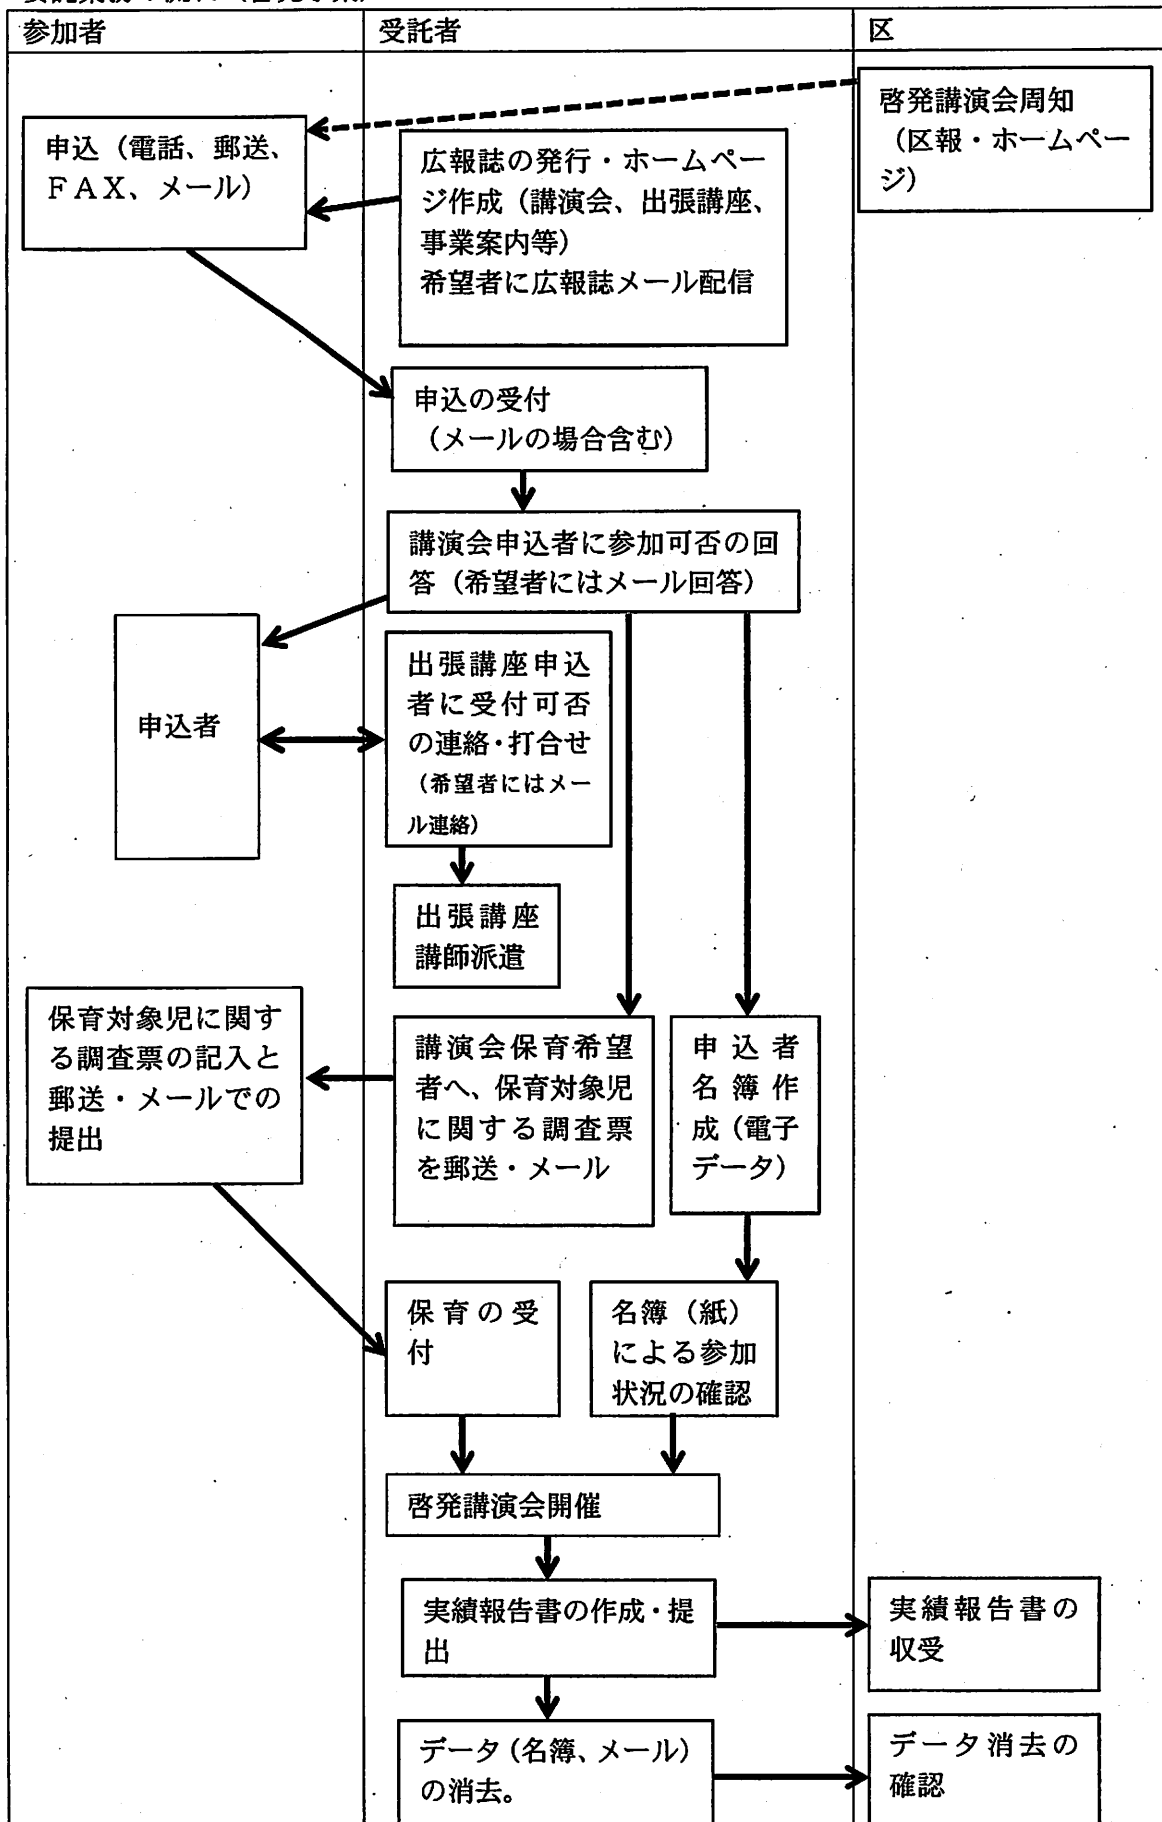 参加者
受託者
区
啓発講演会周知
（区報・ホームペー
ジ）
申込（電話、郵送、
ＦＡＸ、メール）
広報誌の発行・ホームペー
ジ作成（講演会、出張講座、
事業案内等）
希望者に広報誌メール配信
申込の受付
（メールの場合含む）
講演会申込者に参加可否の回
答（希望者にはメール回答）
申込者
出張講座申込
者に受付可否
の連絡・打合せ
（希望者にはメー
ル連絡）
出張講座
講師派遣
保育対象児に関す
る調査票の記入と
郵送・メールでの
提出
講演会保育希望
者へ、保育対象児
に関する調査票
を郵送・メール
申込者
名簿作
成（電子
データ）
保育の受
付
名簿（紙）
による参加
状況の確認
啓発講演会開催
実績報告書の作成・提
出
実績報告書の
収受
データ（名簿、メール）
の消去。
データ消去の
確認